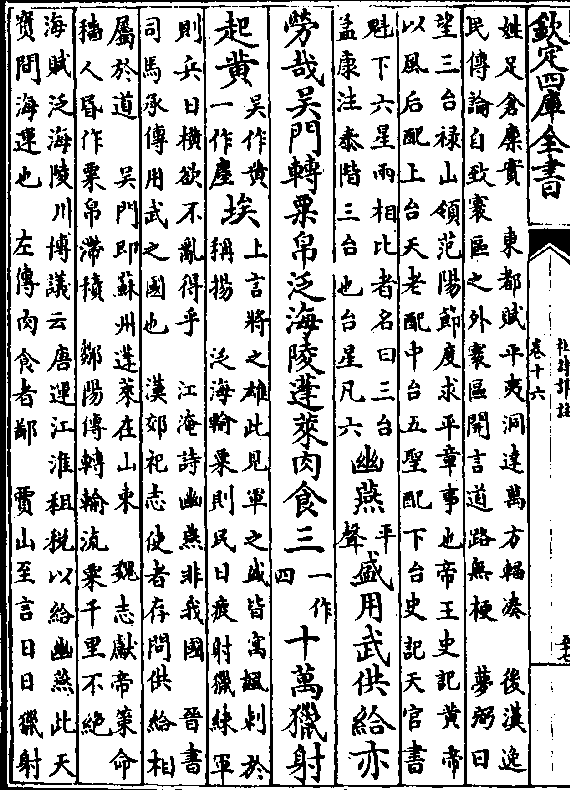 欽定四庫全書
杜詩詳註
卷十六
姓足倉廩實 東都賦平夷洞達萬方輻湊 後漢逸
民傳論自致寰區之外寰區開言道路無梗 夢弼曰
望三台祿山領范陽節度求平章事也帝王史記黃帝
以風后配上台天老配中台五聖配下台史記天官書
魁下六星兩相比者名曰三台
孟康注泰階三台也台星凡六
幽燕平聲盛用武供給亦
勞哉吳門轉粟帛泛海陵蓬萊肉食三一作四十萬獵射
起黃吳作黃一作塵埃
上言將之雄此見軍之盛皆寓諷刺於
稱揚 泛海輸粟則民日疲射獵練軍
則兵日橫欲不亂得乎 江淹詩幽燕非我國 晉書
司馬承傳用武之國也 漢郊祀志使者存問供給相
屬於道 吳門即蘇州蓬萊在山東 魏志獻帝策命
穡人昏作粟帛滯積 鄒陽傳轉輸流粟千里不絕
海賦泛海陵川博議云唐運江淮租稅以給幽燕此天
寶間海運也 左傳肉食者鄙 賈山至言日日獵射